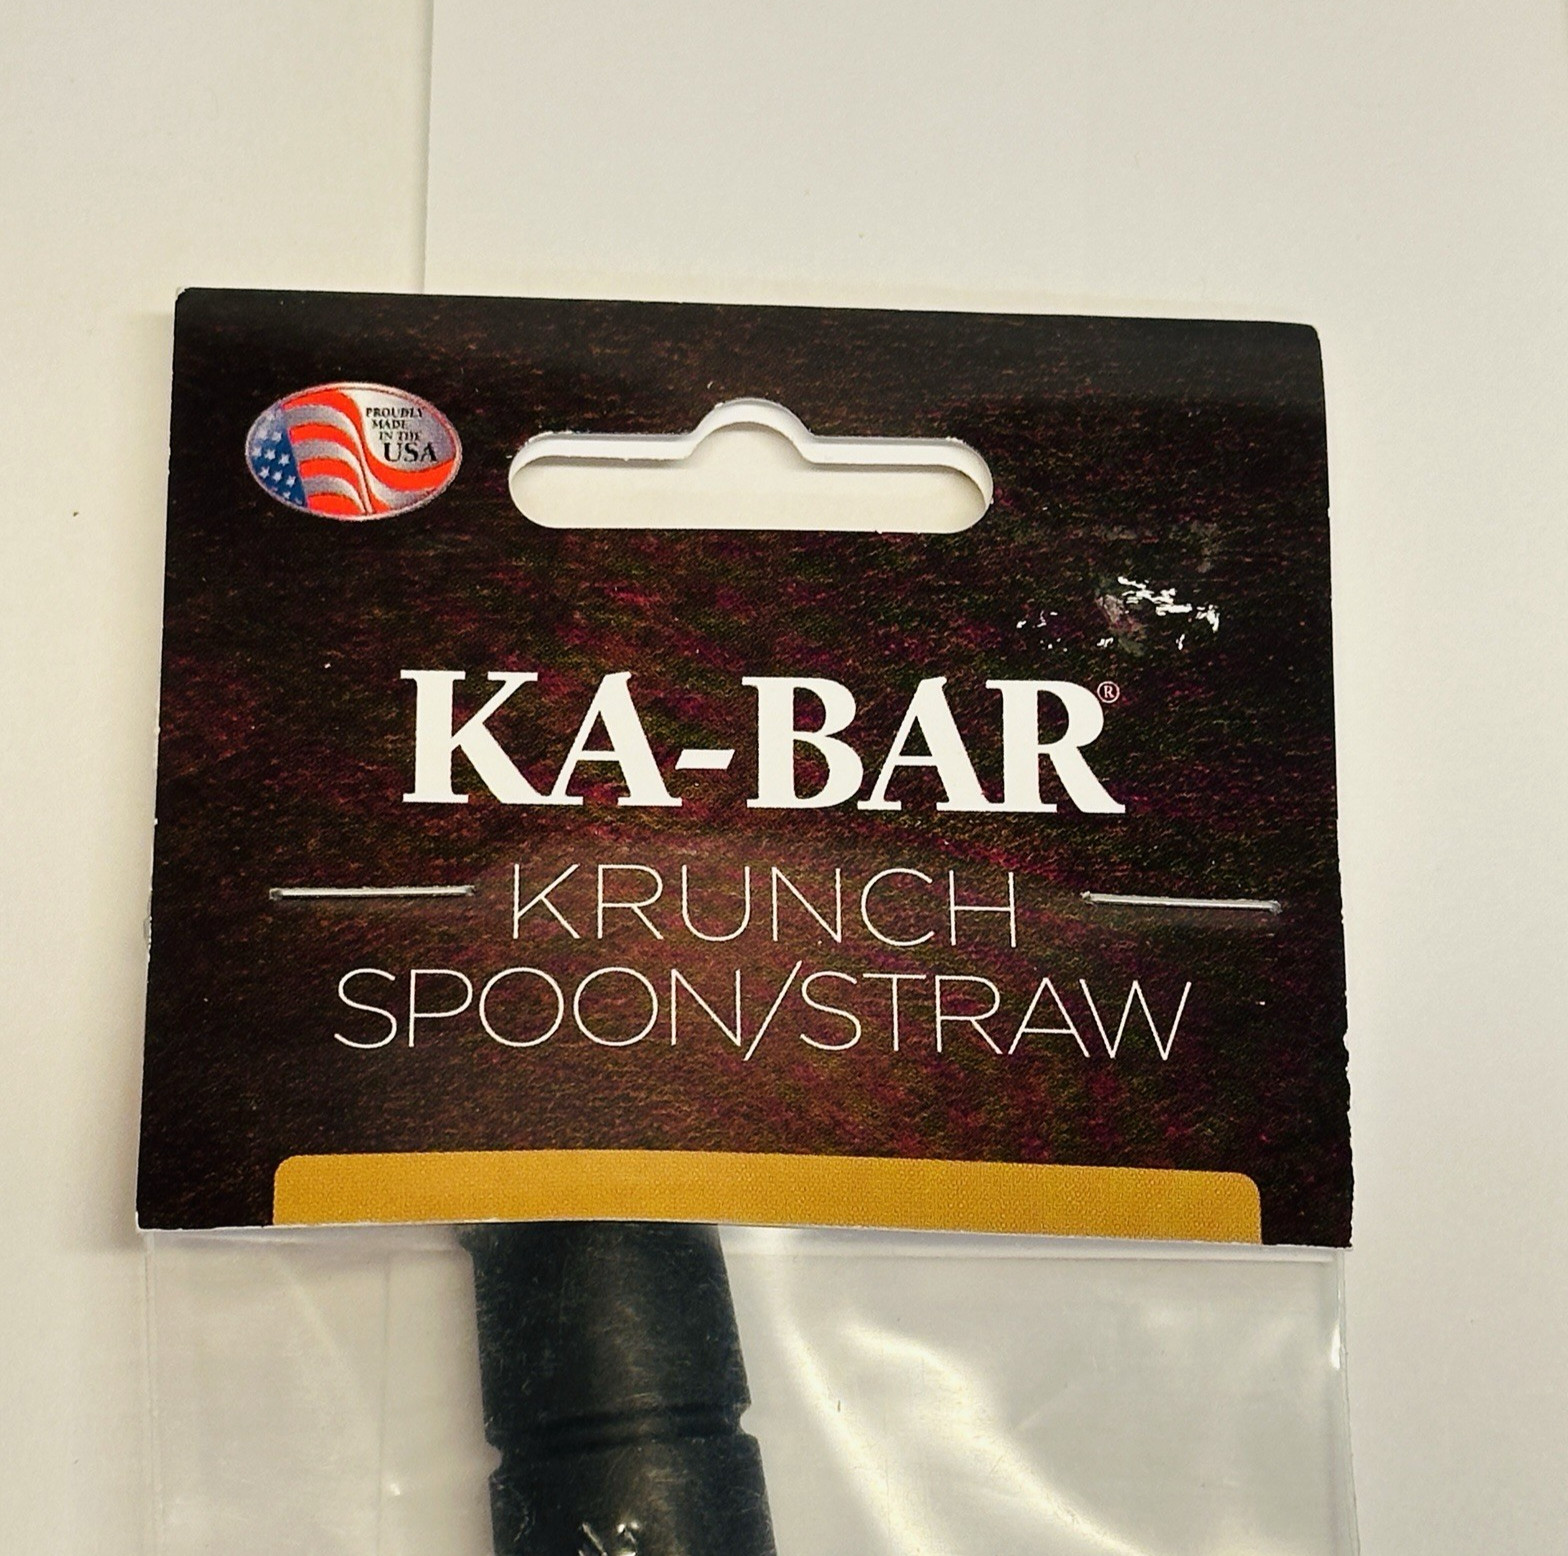 PROUDLY
MADE
IN THE
USA
KA-BAR®
KRUNCH
SPOON/STRAW